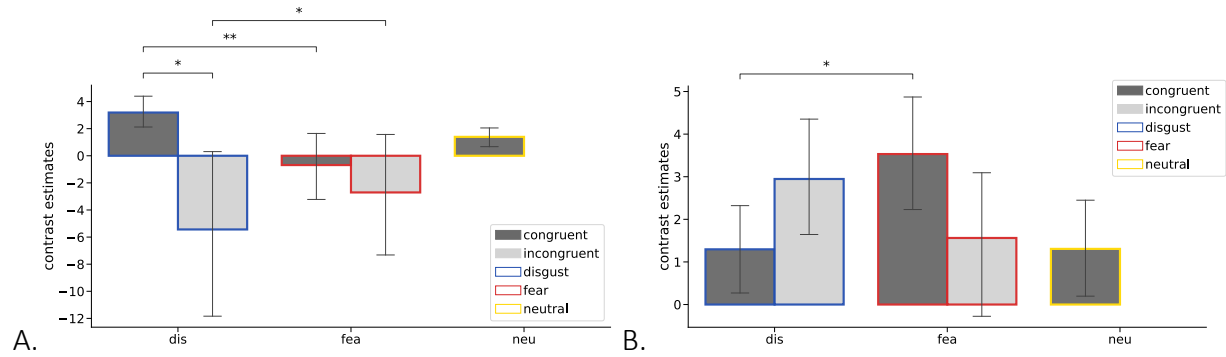 *
**
*
4
2
0
−2
−4
−6
−8
−10
−12
contrast estimates
dis
fea
neu
congruent
incongruent
disgust
fear
neutral
A.
*
5
4
3
2
1
0
contrast estimates
dis
fea
neu
congruent
incongruent
disgust
fear
neutral
B.